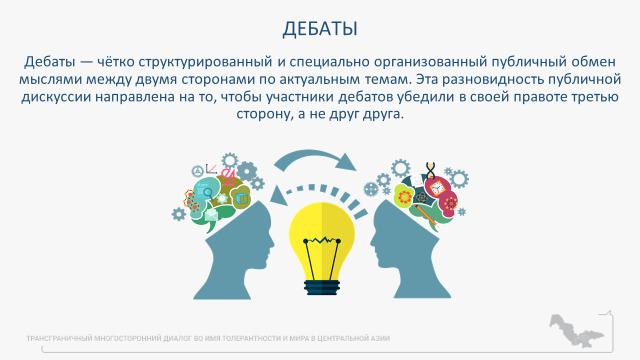 ДЕБАТЫ
Дебаты — чётко структурированный и специально организованный публичный обмен
мыслями между двумя сторонами по актуальным темам. Эта разновидность публичной
дискуссии направлена на то, чтобы участники дебатов убедили в своей правоте третью
сторону, а не друг друга.
ТРАНСГРАНИЧНЫЙ МНОГОСТОРОННИЙ ДИАЛОГ ВО ИМЯ ТОЛЕРАНТНОСТИ И МИРА В ЦЕНТРАЛЬНОЙ АЗИИ